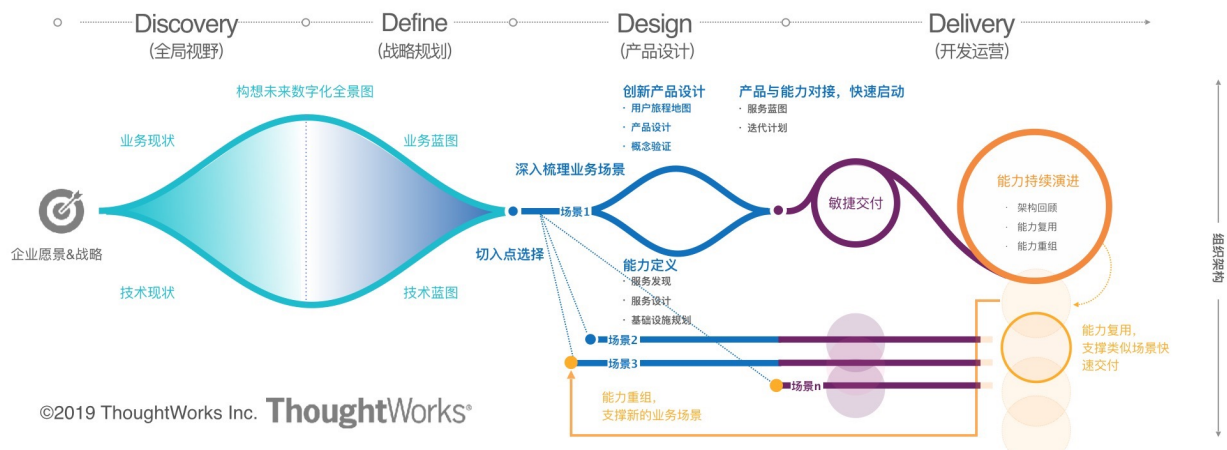 Discovery
(全局视野)
Define
(战略规划)
Design
(产品设计)
Delivery
(开发运营)
构想未来数字化全景图
业务现状
业务蓝图
企业愿景&战略
技术现状
技术蓝图
深入梳理业务场景
切入点选择
创新产品设计
· 用户旅程地图
· 产品设计
· 概念验证
产品与能力对接，快速启动
· 服务蓝图
· 迭代计划
场景1
能力定义
· 服务发现
· 服务设计
· 基础设施规划
敏捷交付
能力持续演进
· 架构回顾
· 能力复用
· 能力重组
组织架构
场景2
场景3
场景n
能力复用，
支撑类似场景快
速交付
能力重组，
支撑新的业务场景
©2019 ThoughtWorks Inc. ThoughtWorks®